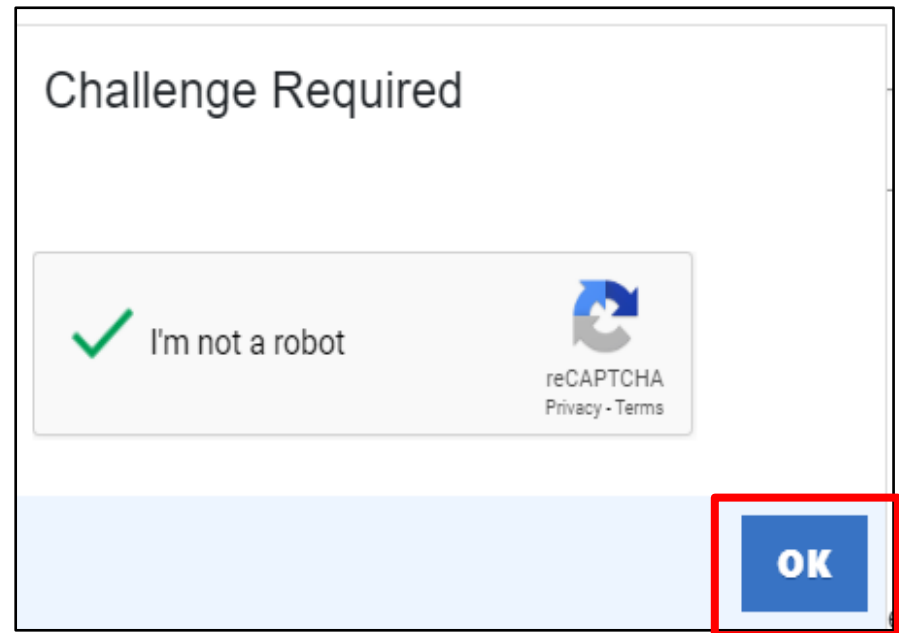 Challenge Required
I'm not a robot
reCAPTCHA
Privacy - Terms
OK